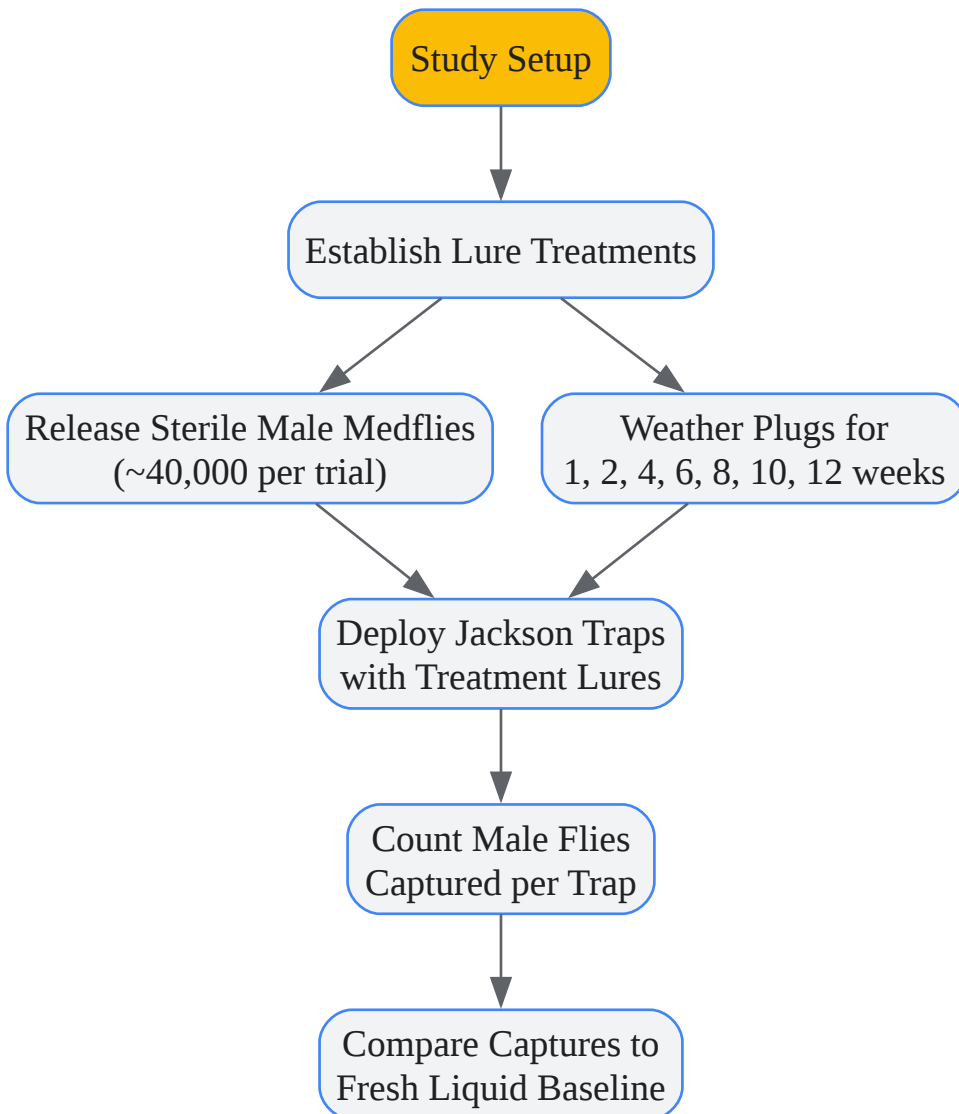 Study Setup
Establish Lure Treatments
Release Sterile Male Medflies
(~40,000 per trial)
Weather Plugs for
1, 2, 4, 6, 8, 10, 12 weeks
Deploy Jackson Traps
with Treatment Lures
Count Male Flies
Captured per Trap
Compare Captures to
Fresh Liquid Baseline